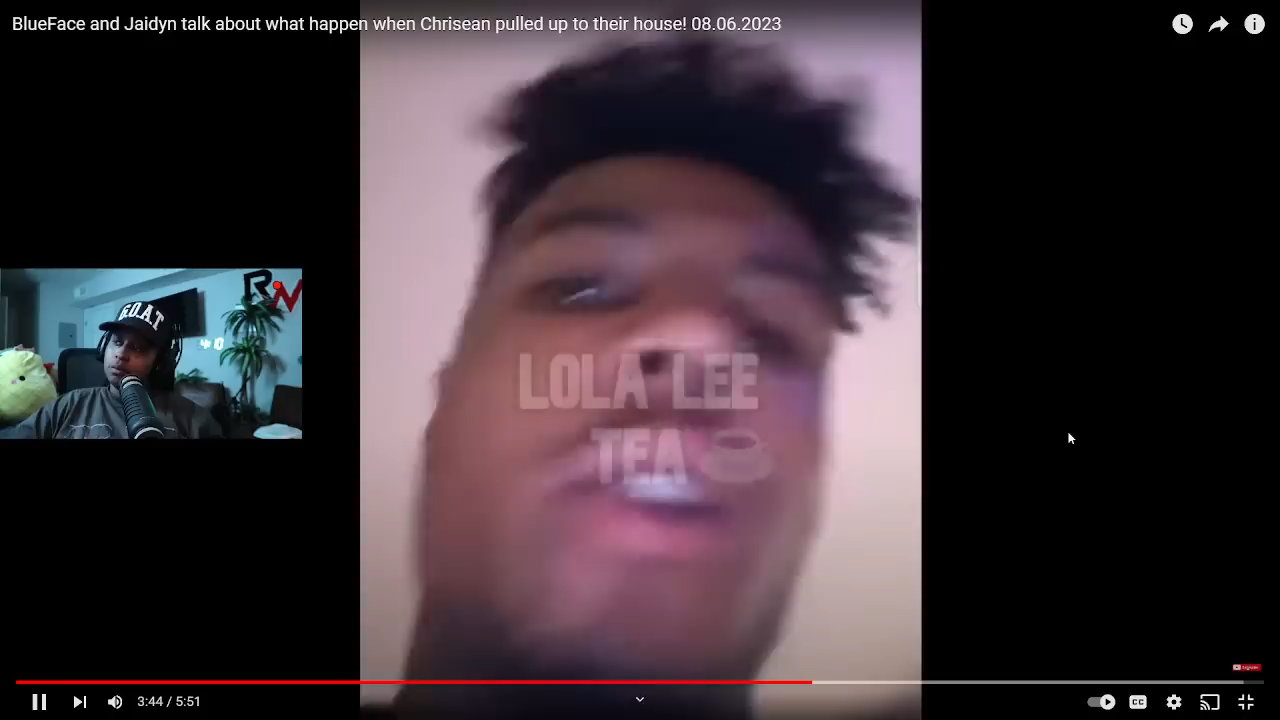 BlueFace and Jaidyn talk about what happen when Chrisean pulled up to their house! 08.06.2023
G.O.A.T
LOLA LEE
TEA
3:44 / 5:51
CC